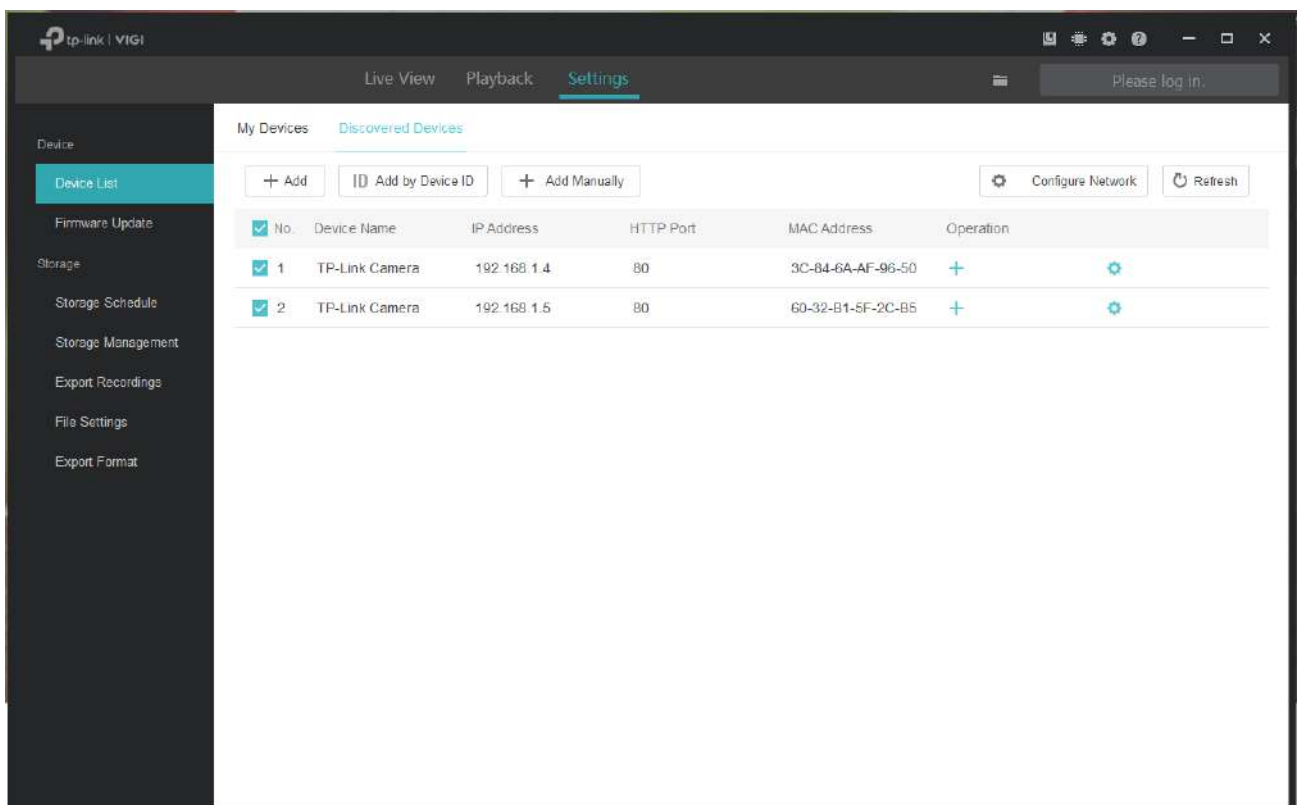 tp-link | VIGI
Live View Playback Settings
Please log in.
Device
Device List
Firmware Update
Storage
Storage Schedule
Storage Management
Export Recordings
File Settings
Export Format
My Devices Discovered Devices
+ Add ID Add by Device ID + Add Manually Configure Network Refresh
No. Device Name IP Address HTTP Port MAC Address Operation
1 TP-Link Camera 192.168.1.4 80 3C-84-6A-AF-96-50 +
2 TP-Link Camera 192.168.1.5 80 60-32-B1-5F-2C-B5 +